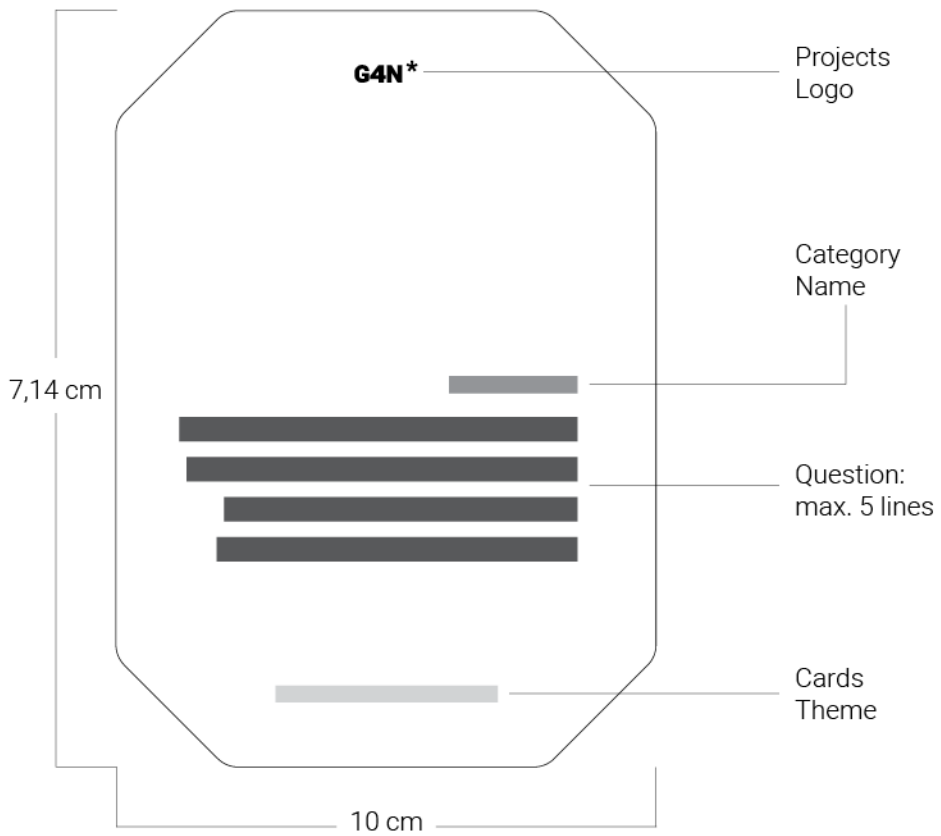 G4N*
Projects
Logo
Category
Name
7,14 cm
Question:
max. 5 lines
Cards
Theme
10 cm